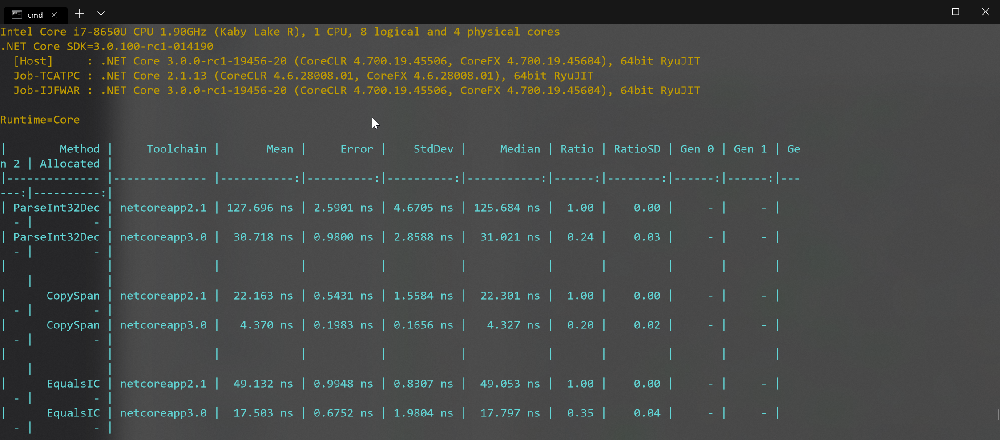 cmd
Intel Core i7-8650U CPU 1.90GHz (Kaby Lake R), 1 CPU, 8 logical and 4 physical cores
.NET Core SDK=3.0.100-rc1-014190
  [Host]     : .NET Core 3.0.0-rc1-19456-20 (CoreCLR 4.700.19.45506, CoreFX 4.700.19.45604), 64bit RyuJIT
  Job-TCATPC : .NET Core 2.1.13 (CoreCLR 4.6.28008.01, CoreFX 4.6.28008.01), 64bit RyuJIT
  Job-IJFWAR : .NET Core 3.0.0-rc1-19456-20 (CoreCLR 4.700.19.45506, CoreFX 4.700.19.45604), 64bit RyuJIT
Runtime=Core
|        Method |     Toolchain |       Mean |     Error |     StdDev |     Median | Ratio | RatioSD | Gen 0 | Gen 1 | Ge
n 2 | Allocated |
|-------------- |-------------- |-----------:|----------:|----------:|-----------:|------:|--------:|------:|------:|---
---:|----------:|
| ParseInt32Dec | netcoreapp2.1 | 127.696 ns | 2.5901 ns | 4.6705 ns | 125.684 ns |  1.00 |    0.00 |     - |     - |
  - |         - |
| ParseInt32Dec | netcoreapp3.0 |  30.718 ns | 0.9800 ns | 2.8588 ns |  31.021 ns |  0.24 |    0.03 |     - |     - |
  - |         - |
|               |               |            |           |           |            |       |         |       |       |
    |           |
|      CopySpan | netcoreapp2.1 |  22.163 ns | 0.5431 ns | 1.5584 ns |  22.301 ns |  1.00 |    0.00 |     - |     - |
  - |         - |
|      CopySpan | netcoreapp3.0 |   4.370 ns | 0.1983 ns | 0.1656 ns |   4.327 ns |  0.20 |    0.02 |     - |     - |
  - |         - |
|               |               |            |           |           |            |       |         |       |       |
    |           |
|      EqualsIC | netcoreapp2.1 |  49.132 ns | 0.9948 ns | 0.8307 ns |  49.053 ns |  1.00 |    0.00 |     - |     - |
  - |         - |
|      EqualsIC | netcoreapp3.0 |  17.503 ns | 0.6752 ns | 1.9804 ns |  17.797 ns |  0.35 |    0.04 |     - |     - |
  - |         - |